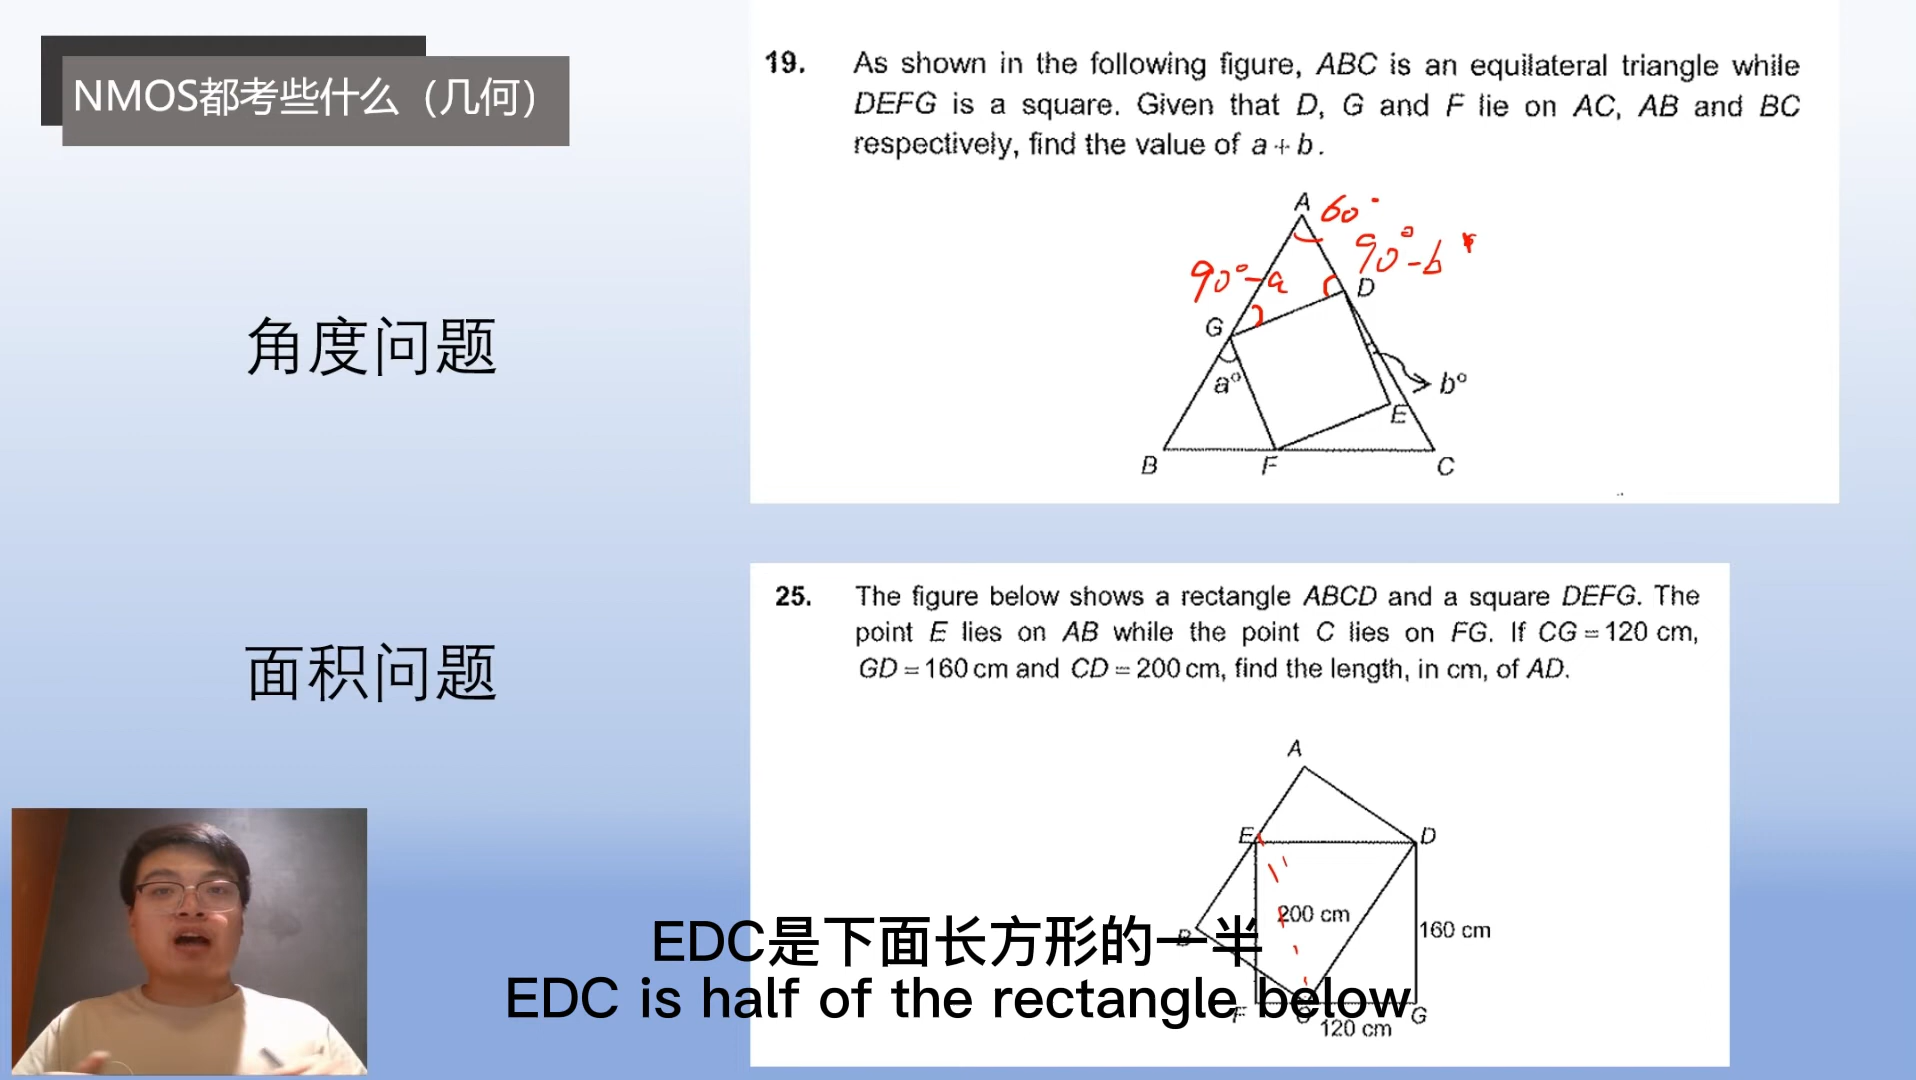 NMOS都考些什么（几何）
19. As shown in the following figure, ABC is an equilateral triangle while
DEFG is a square. Given that D, G and F lie on AC, AB and BC
respectively, find the value of a + b.
A 60°
90°-b
90°-a
D
G
a°
b°
E
B F C
角度问题
25. The figure below shows a rectangle ABCD and a square DEFG. The
point E lies on AB while the point C lies on FG. If CG = 120 cm,
GD = 160 cm and CD = 200 cm, find the length, in cm, of AD.
面积问题
A
E D
200 cm
160 cm
B
EDC是下面长方形的一半
EDC is half of the rectangle below
F C G
120 cm